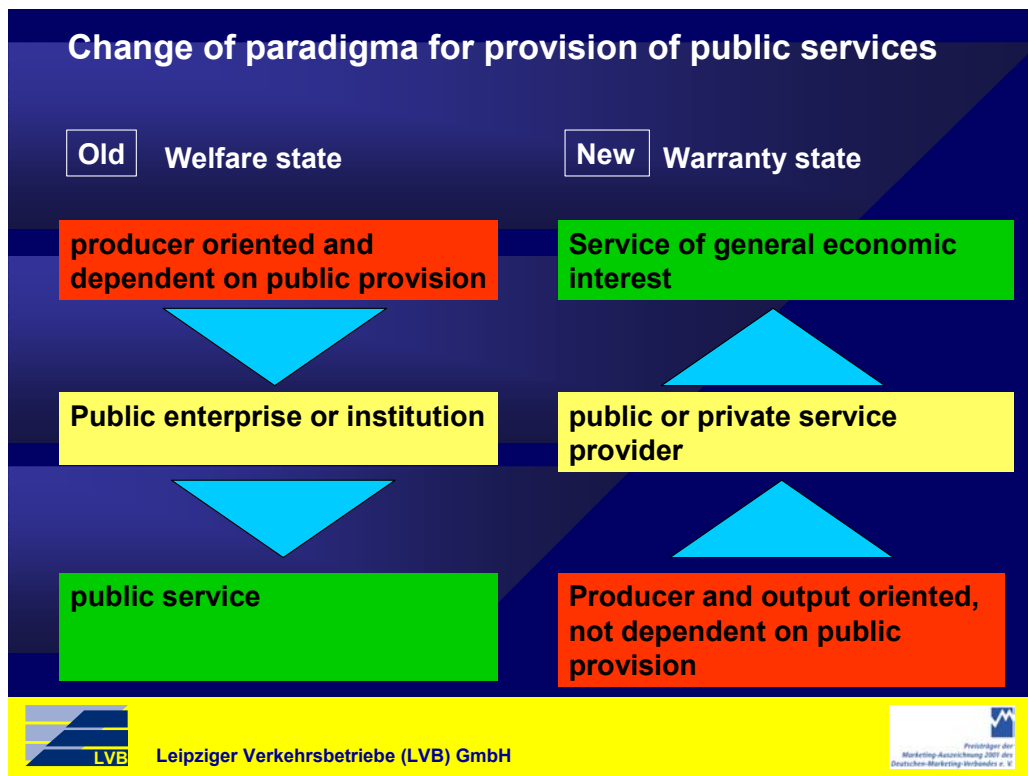 Change of paradigma for provision of public services
Old
Welfare state
New
Warranty state
producer oriented and
dependent on public provision
Service of general economic
interest
Public enterprise or institution
public or private service
provider
public service
Producer and output oriented,
not dependent on public
provision
LVB
Leipziger Verkehrsbetriebe (LVB) GmbH
Preisträger der
Marketing-Auszeichnung 2001 des
Deutschen-Marketing-Verbandes e. V.